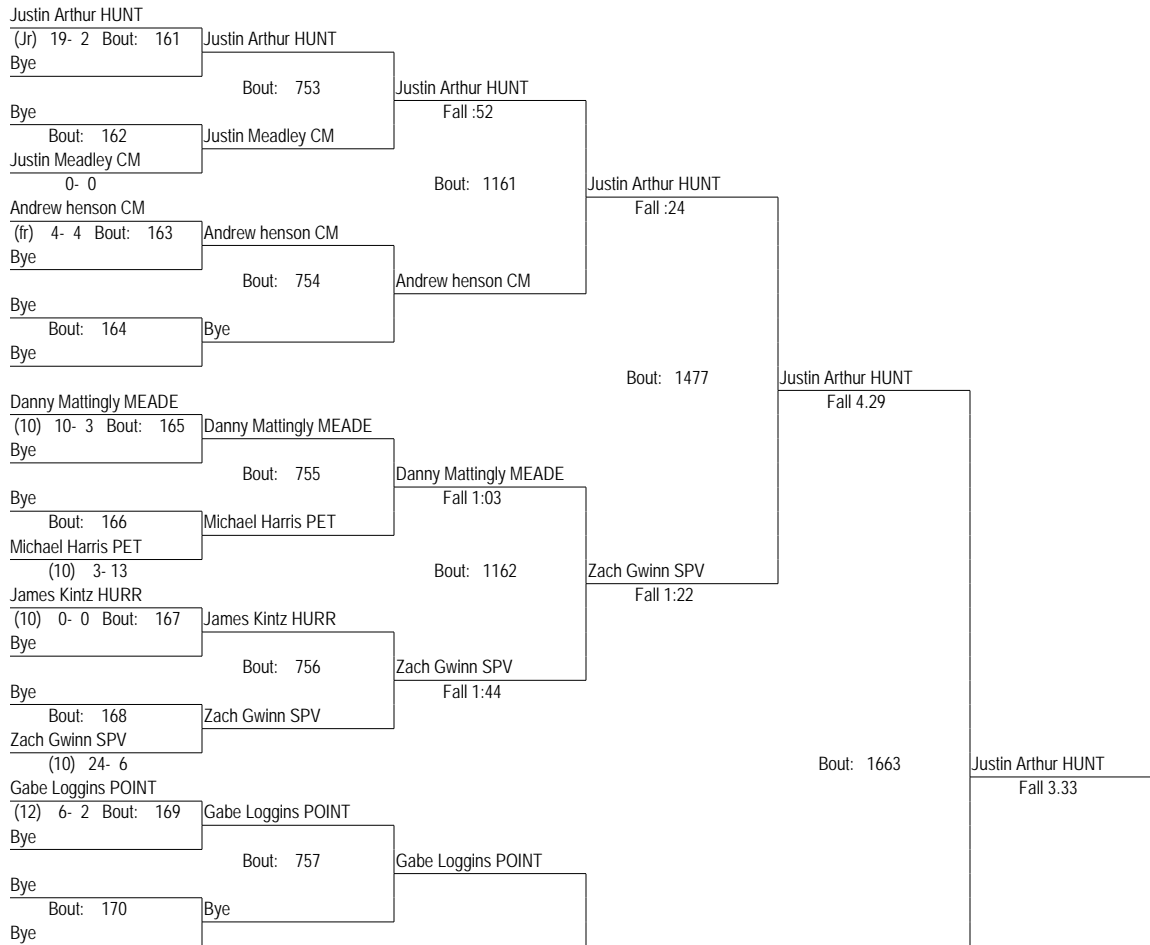 Justin Arthur HUNT
(Jr) 19- 2 Bout: 161 Justin Arthur HUNT
Bye
Bout: 753 Justin Arthur HUNT
Bye Fall :52
Bout: 162 Justin Meadley CM
Justin Meadley CM
0- 0 Bout: 1161 Justin Arthur HUNT
Andrew henson CM Fall :24
(fr) 4- 4 Bout: 163 Andrew henson CM
Bye
Bout: 754 Andrew henson CM
Bye
Bout: 164 Bye
Bye
Bout: 1477 Justin Arthur HUNT
Danny Mattingly MEADE Fall 4.29
(10) 10- 3 Bout: 165 Danny Mattingly MEADE
Bye
Bout: 755 Danny Mattingly MEADE
Bye Fall 1:03
Bout: 166 Michael Harris PET
Michael Harris PET
(10) 3- 13 Bout: 1162 Zach Gwinn SPV
James Kintz HURR Fall 1:22
(10) 0- 0 Bout: 167 James Kintz HURR
Bye
Bout: 756 Zach Gwinn SPV
Bye Fall 1:44
Bout: 168 Zach Gwinn SPV
Zach Gwinn SPV
(10) 24- 6 Bout: 1663 Justin Arthur HUNT
Gabe Loggins POINT Fall 3.33
(12) 6- 2 Bout: 169 Gabe Loggins POINT
Bye
Bout: 757 Gabe Loggins POINT
Bye
Bout: 170 Bye
Bye